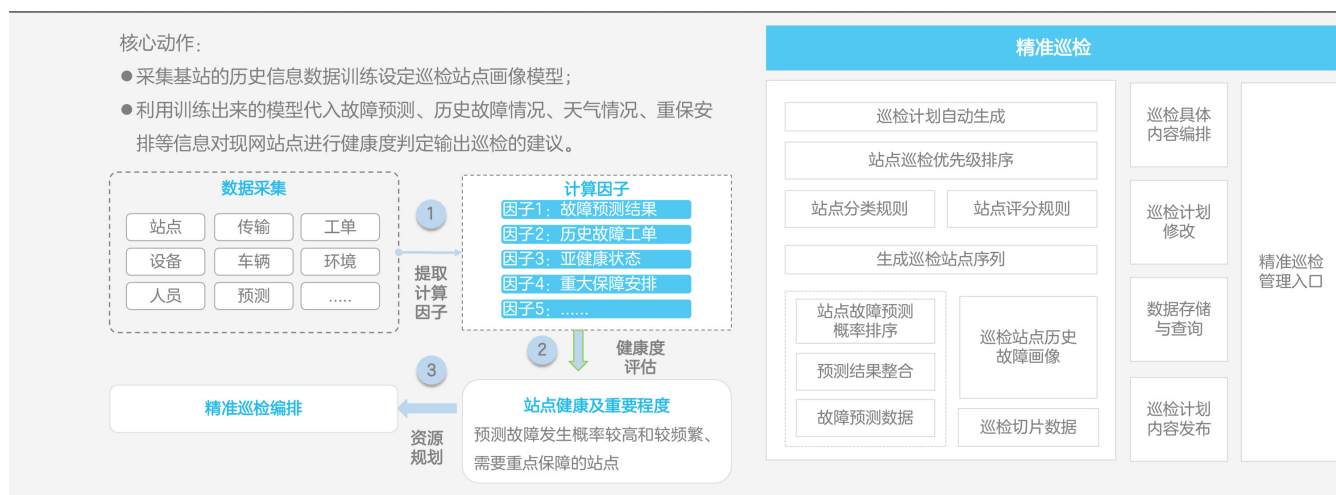 核心动作：
●采集基站的历史信息数据训练设定巡检站点画像模型；
●利用训练出来的模型代入故障预测、历史故障情况、天气情况、重保安
排等信息对现网站点进行健康度判定输出巡检的建议。
数据采集
站点 传输 工单
设备 车辆 环境
人员 预测 .....
1
提取
计算
因子
计算因子
因子1：故障预测结果
因子2：历史故障工单
因子3：亚健康状态
因子4：重大保障安排
因子5：......
2
健康度
评估
站点健康及重要程度
预测故障发生概率较高和较频繁、
需要重点保障的站点
3
资源
规划
精准巡检编排
精准巡检
巡检计划自动生成
站点巡检优先级排序
站点分类规则 站点评分规则
生成巡检站点序列
站点故障预测
概率排序
预测结果整合
故障预测数据
巡检站点历史
故障画像
巡检切片数据
巡检具体
内容编排
巡检计划
修改
数据存储
与查询
巡检计划
内容发布
精准巡检
管理入口